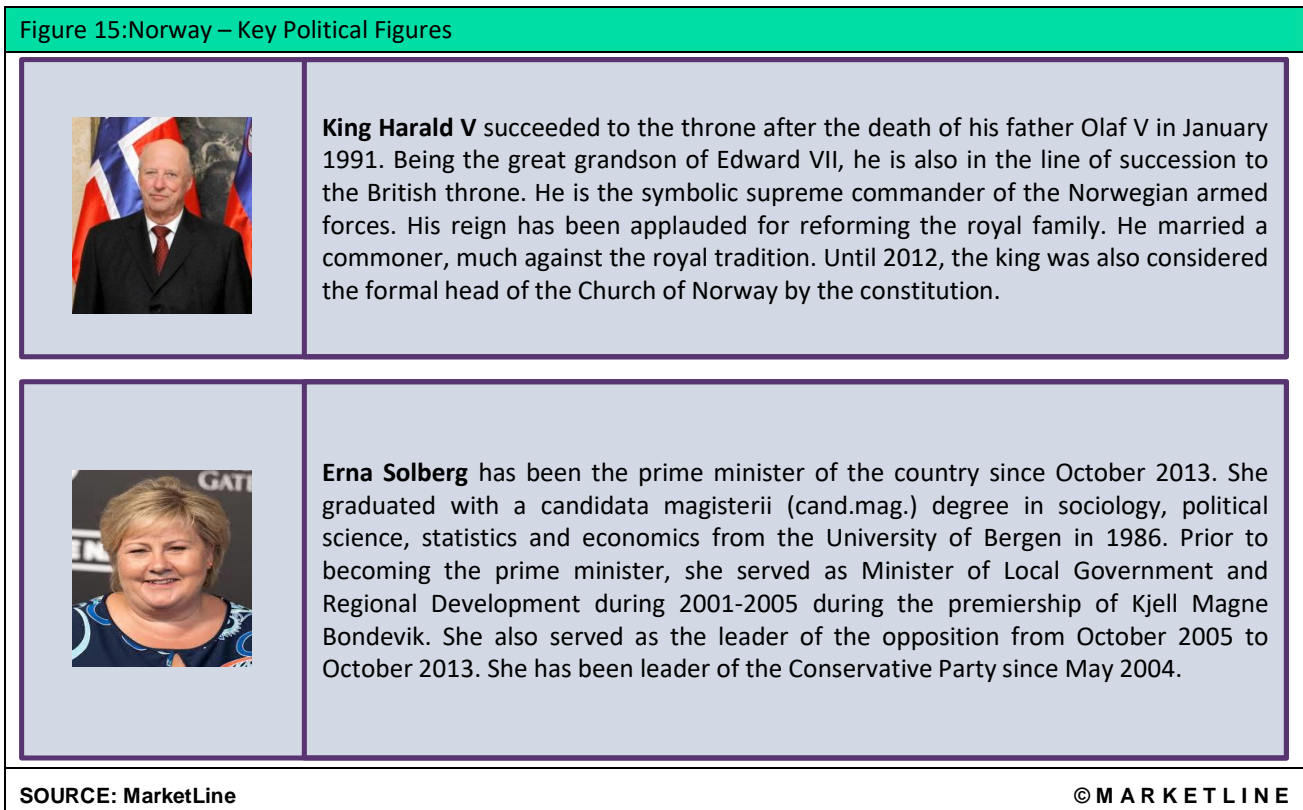 Figure 15:Norway – Key Political Figures
King Harald V succeeded to the throne after the death of his father Olaf V in January
1991. Being the great grandson of Edward VII, he is also in the line of succession to
the British throne. He is the symbolic supreme commander of the Norwegian armed
forces. His reign has been applauded for reforming the royal family. He married a
commoner, much against the royal tradition. Until 2012, the king was also considered
the formal head of the Church of Norway by the constitution.
GATE
EN
Erna Solberg has been the prime minister of the country since October 2013. She
graduated with a candidata magisterii (cand.mag.) degree in sociology, political
science, statistics and economics from the University of Bergen in 1986. Prior to
becoming the prime minister, she served as Minister of Local Government and
Regional Development during 2001-2005 during the premiership of Kjell Magne
Bondevik. She also served as the leader of the opposition from October 2005 to
October 2013. She has been leader of the Conservative Party since May 2004.
SOURCE: MarketLine
© M A R K E T L I N E